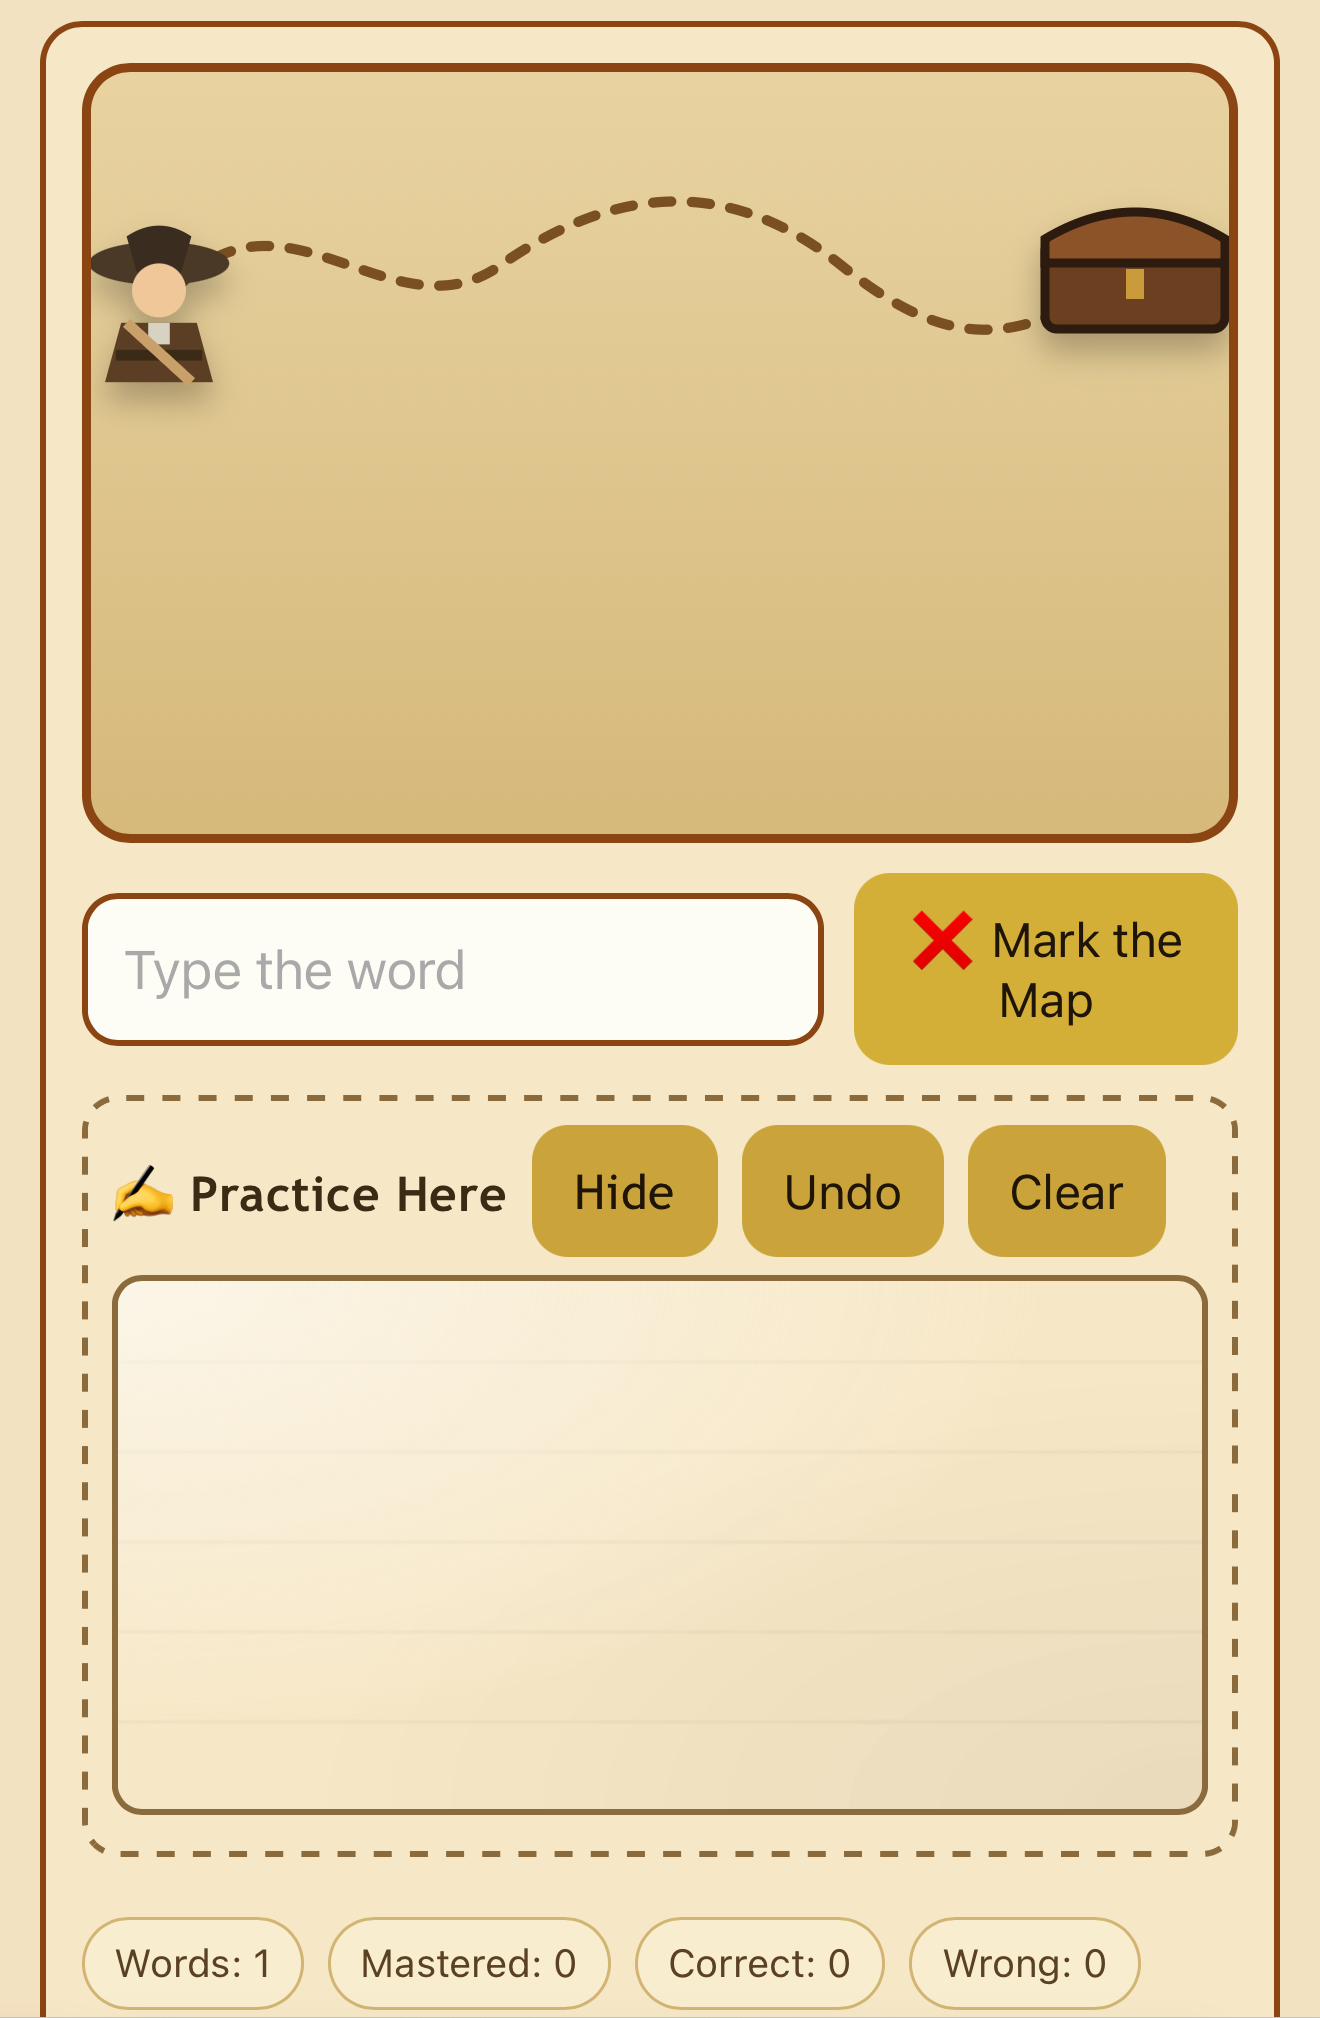 Type the word
❌ Mark the
Map
✍️ Practice Here
Hide
Undo
Clear
Words: 1
Mastered: 0
Correct: 0
Wrong: 0